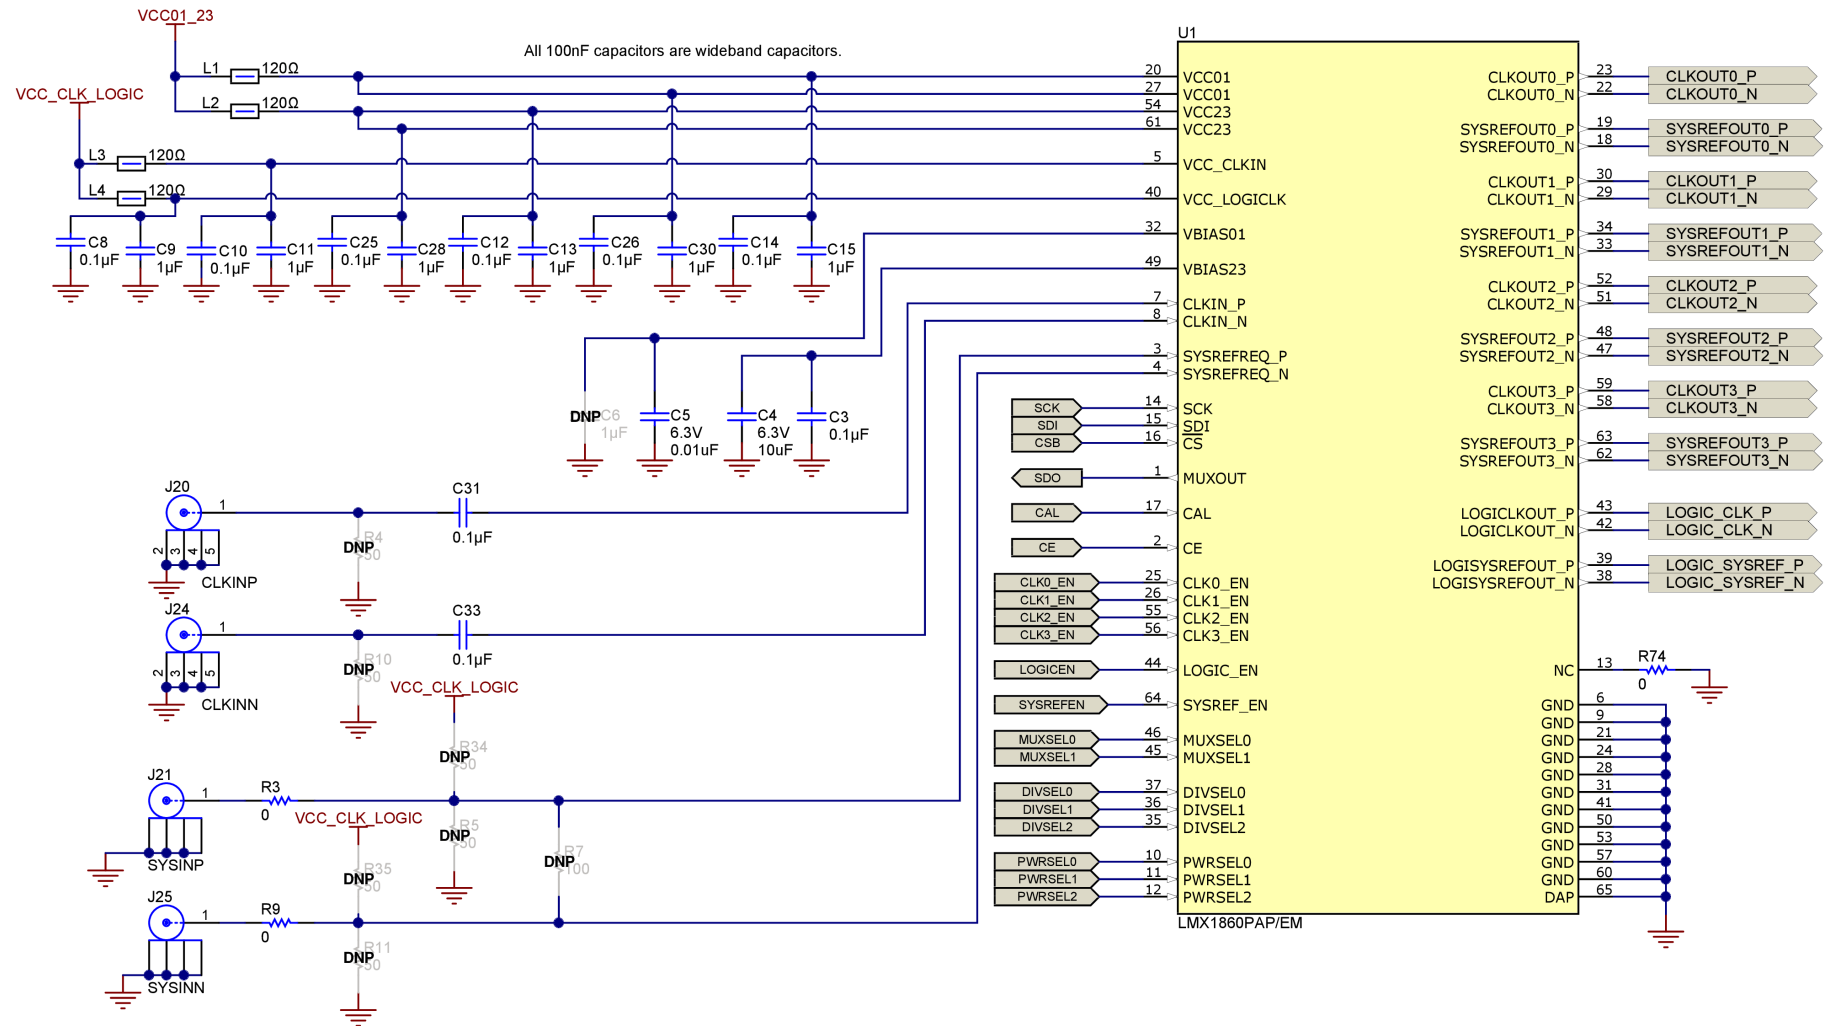 VCC01_23
All 100nF capacitors are wideband capacitors.
L1 120Ω
L2 120Ω
VCC_CLK_LOGIC
L3 120Ω
L4 120Ω
C8
0.1µF
C9
1µF
C10
0.1µF
C11
1µF
C25
0.1µF
C28
1µF
C12
0.1µF
C13
1µF
C26
0.1µF
C30
1µF
C14
0.1µF
C15
1µF
DNP C6
1µF
C5
6.3V
0.01uF
C4
6.3V
10uF
C3
0.1µF
J20
1
2 3 4 5
CLKINP
DNP R4
50
C31
0.1µF
J24
1
2 3 4 5
CLKINN
DNP R10
50
C33
0.1µF
VCC_CLK_LOGIC
DNP R34
50
J21
1
SYSINP
R3
0
VCC_CLK_LOGIC
DNP R5
50
DNP R35
50
DNP R7
100
J25
1
SYSINN
R9
0
DNP R11
50
U1
20 VCC01
27 VCC01
54 VCC23
61 VCC23
5 VCC_CLKIN
40 VCC_LOGICLK
32 VBIAS01
49 VBIAS23
7 CLKIN_P
8 CLKIN_N
3 SYSREFREQ_P
4 SYSREFREQ_N
SCK 14 SCK
SDI 15 SDI
CSB 16 CS
SDO 1 MUXOUT
CAL 17 CAL
CE 2 CE
CLK0_EN 25 CLK0_EN
CLK1_EN 26 CLK1_EN
CLK2_EN 55 CLK2_EN
CLK3_EN 56 CLK3_EN
LOGICEN 44 LOGIC_EN
SYSREFEN 64 SYSREF_EN
MUXSEL0 46 MUXSEL0
MUXSEL1 45 MUXSEL1
DIVSEL0 37 DIVSEL0
DIVSEL1 36 DIVSEL1
DIVSEL2 35 DIVSEL2
PWRSEL0 10 PWRSEL0
PWRSEL1 11 PWRSEL1
PWRSEL2 12 PWRSEL2
LMX1860PAP/EM
CLKOUT0_P 23 CLKOUT0_P
CLKOUT0_N 22 CLKOUT0_N
SYSREFOUT0_P 19 SYSREFOUT0_P
SYSREFOUT0_N 18 SYSREFOUT0_N
CLKOUT1_P 30 CLKOUT1_P
CLKOUT1_N 29 CLKOUT1_N
SYSREFOUT1_P 34 SYSREFOUT1_P
SYSREFOUT1_N 33 SYSREFOUT1_N
CLKOUT2_P 52 CLKOUT2_P
CLKOUT2_N 51 CLKOUT2_N
SYSREFOUT2_P 48 SYSREFOUT2_P
SYSREFOUT2_N 47 SYSREFOUT2_N
CLKOUT3_P 59 CLKOUT3_P
CLKOUT3_N 58 CLKOUT3_N
SYSREFOUT3_P 63 SYSREFOUT3_P
SYSREFOUT3_N 62 SYSREFOUT3_N
LOGICLKOUT_P 43 LOGIC_CLK_P
LOGICLKOUT_N 42 LOGIC_CLK_N
LOGISYSREFOUT_P 39 LOGIC_SYSREF_P
LOGISYSREFOUT_N 38 LOGIC_SYSREF_N
NC 13 R74
0
GND 6
GND 9
GND 21
GND 24
GND 28
GND 31
GND 41
GND 50
GND 53
GND 57
GND 60
DAP 65